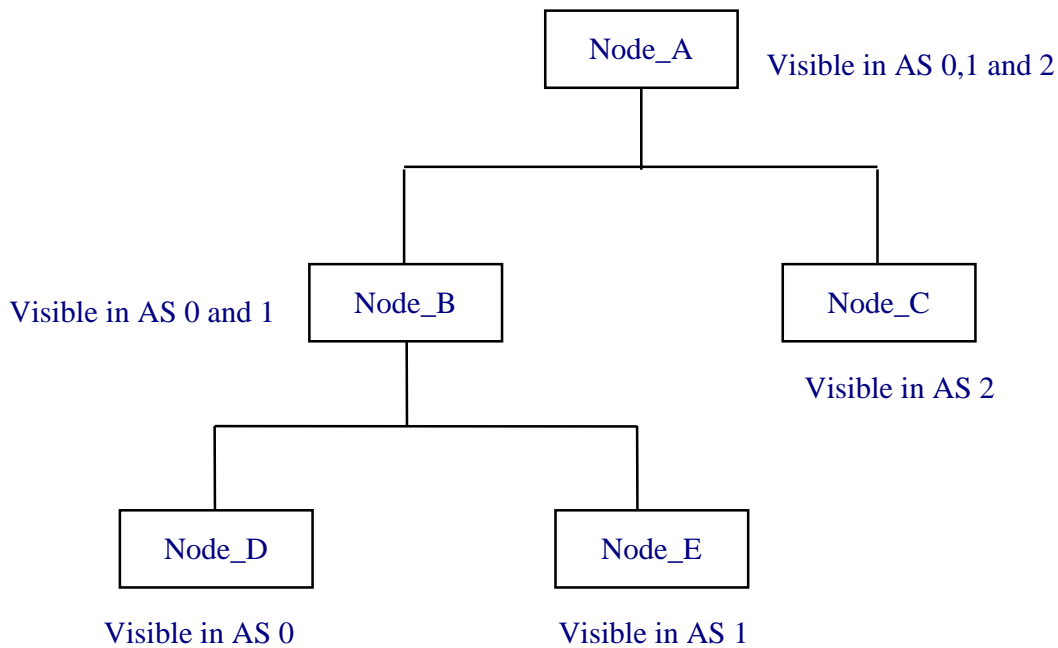 Node_A
Visible in AS 0,1 and 2
Node_B
Visible in AS 0 and 1
Node_C
Visible in AS 2
Node_D
Node_E
Visible in AS 0
Visible in AS 1